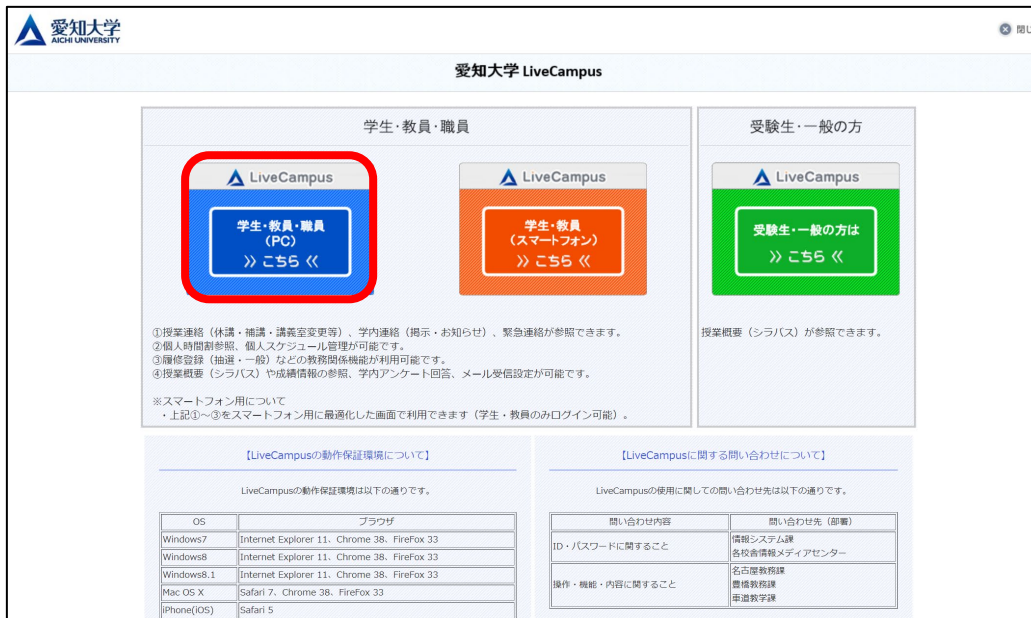 愛知大学
AICHI UNIVERSITY
閉じ
愛知大学 LiveCampus
学生・教員・職員
LiveCampus
学生・教員・職員
(PC)
》 こちら 《
LiveCampus
学生・教員
(スマートフォン)
》 こちら 《
①授業連絡（休講・補講・講義室変更等）、学内連絡（掲示・お知らせ）、緊急連絡が参照できます。
②個人時間割参照、個人スケジュール管理が可能です。
③履修登録（抽選・一般）などの教務関係機能が利用可能です。
④授業概要（シラバス）や成績情報の参照、学内アンケート回答、メール受信設定が可能です。
※スマートフォン用について
・上記①～③をスマートフォン用に最適化した画面で利用できます（学生・教員のみログイン可能）。
受験生・一般の方
LiveCampus
受験生・一般の方は
》 こちら 《
授業概要（シラバス）が参照できます。
【LiveCampusの動作保証環境について】
LiveCampusの動作保証環境は以下の通りです。
OS ブラウザ
Windows7 Internet Explorer 11、Chrome 38、FireFox 33
Windows8 Internet Explorer 11、Chrome 38、FireFox 33
Windows8.1 Internet Explorer 11、Chrome 38、FireFox 33
Mac OS X Safari 7、Chrome 38、FireFox 33
iPhone(iOS) Safari 5
【LiveCampusに関する問い合わせについて】
LiveCampusの使用に関しての問い合わせ先は以下の通りです。
問い合わせ内容 問い合わせ先（部署）
ID・パスワードに関すること
情報システム課
各校舎情報メディアセンター
操作・機能・内容に関すること
名古屋教務課
豊橋教務課
車道教学課